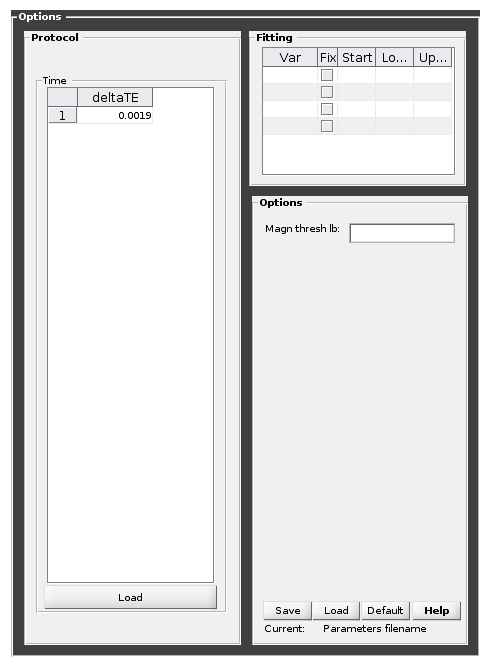 Options
Protocol
Time
deltaTE
1 0.0019
Load
Fitting
Var Fix Start Lo... Up...
Options
Magn thresh lb:
Save Load Default Help
Current: Parameters filename